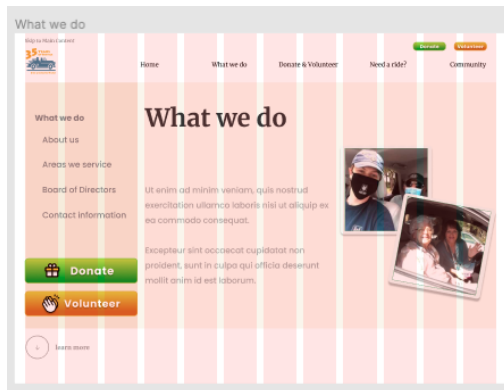 What we do
Skip to Main Content
35
Donate
Volunteer
Home
What we do
Donate & Volunteer
Need a ride?
Community
What we do
About us
Areas we service
Board of Directors
Contact information
Donate
Volunteer
What we do
Ut enim ad minim veniam, quis nostrud
exercitation ullamco laboris nisi ut aliquip ex
ea commodo consequat.
Excepteur sint occaecat cupidatat non
proident, sunt in culpa qui officia deserunt
mollit anim id est laborum.
learn more